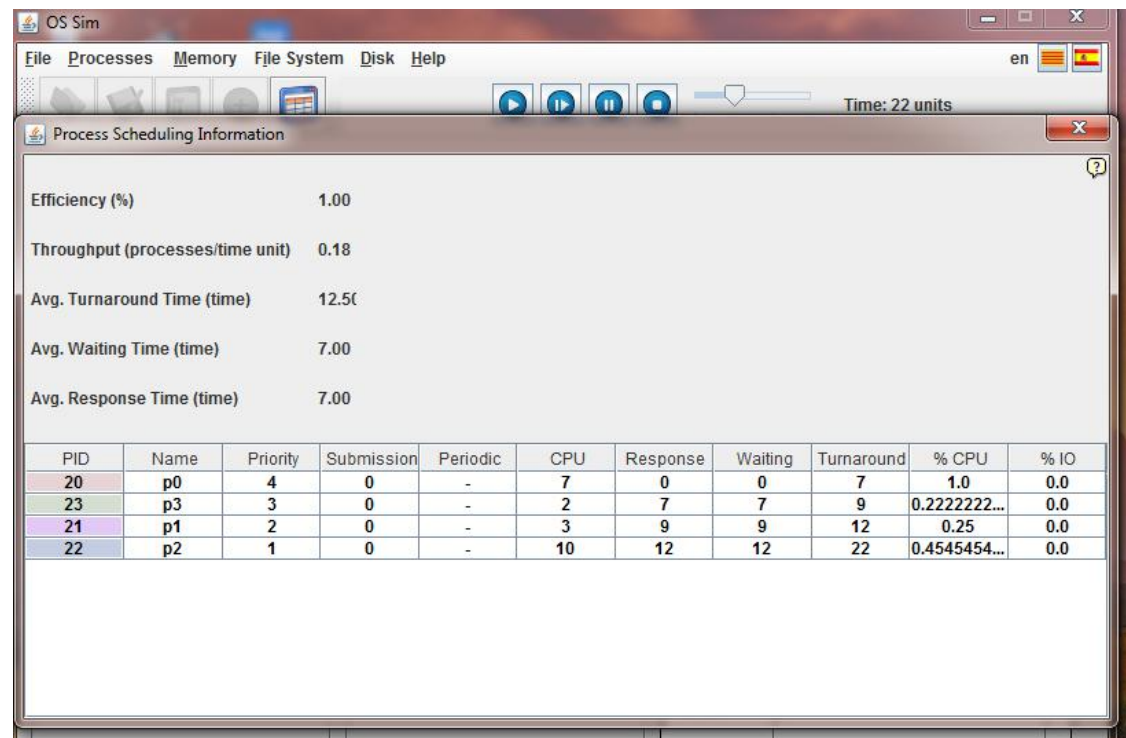 OS Sim
File Processes Memory File System Disk Help en
Time: 22 units
Process Scheduling Information
Efficiency (%) 1.00
Throughput (processes/time unit) 0.18
Avg. Turnaround Time (time) 12.50
Avg. Waiting Time (time) 7.00
Avg. Response Time (time) 7.00
PID Name Priority Submission Periodic CPU Response Waiting Turnaround % CPU % IO
20 p0 4 0 - 7 0 0 7 1.0 0.0
23 p3 3 0 - 2 7 7 9 0.2222222... 0.0
21 p1 2 0 - 3 9 9 12 0.25 0.0
22 p2 1 0 - 10 12 12 22 0.4545454... 0.0